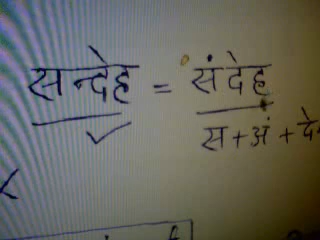 सन्देह = संदेह
स + अं + दे